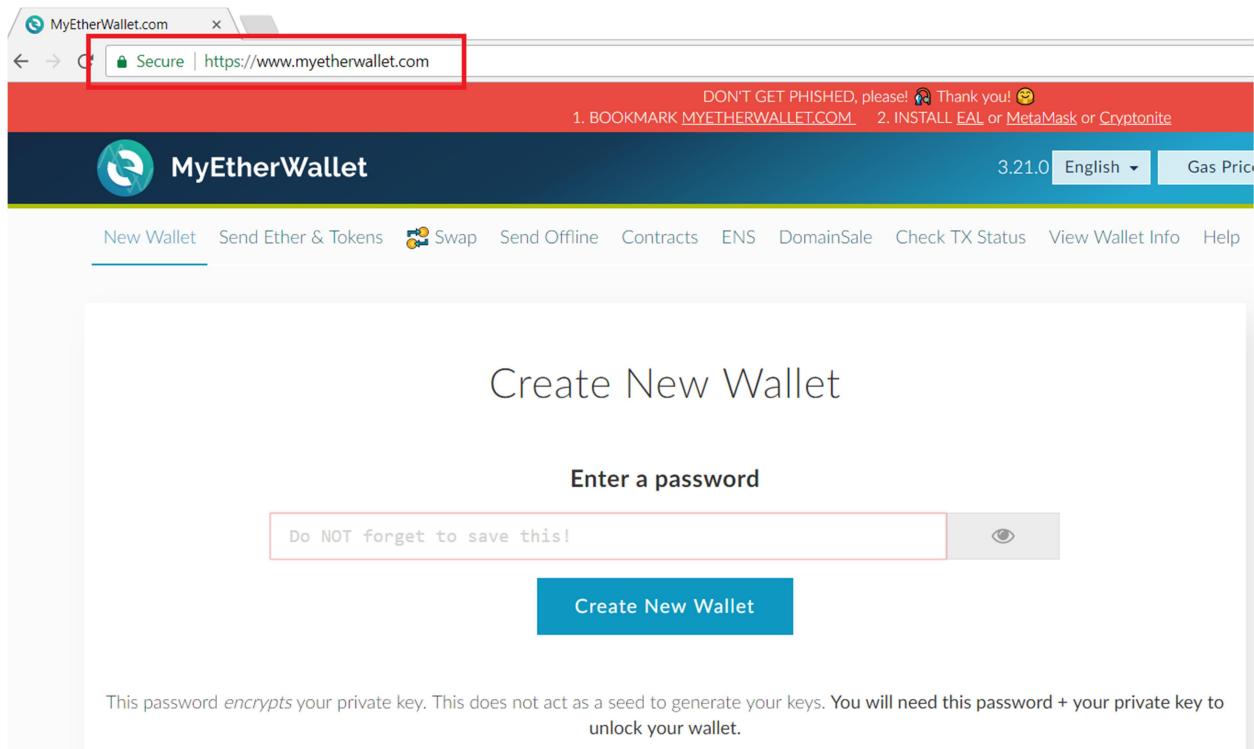 MyEtherWallet.com
Secure | https://www.myetherwallet.com
DON'T GET PHISHED, please! Thank you!
1. BOOKMARK MYETHERWALLET.COM 2. INSTALL EAL or MetaMask or Cryptonite
MyEtherWallet 3.21.0 English Gas Pric
New Wallet Send Ether & Tokens Swap Send Offline Contracts ENS DomainSale Check TX Status View Wallet Info Help
Create New Wallet
Enter a password
Do NOT forget to save this!
Create New Wallet
This password encrypts your private key. This does not act as a seed to generate your keys. You will need this password + your private key to
unlock your wallet.